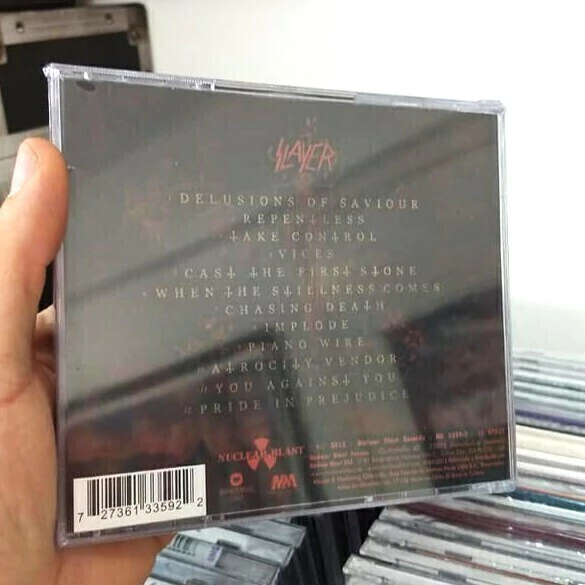 SLAYER
DELUSIONS OF SAVIOUR
REPENTLESS
TAKE CONTROL
VICES
CAST THE FIRST STONE
WHEN THE STILLNESS COMES
CHASING DEATH
IMPLODE
PIANO WIRE
ATROCITY VENDOR
YOU AGAINST YOU
PRIDE IN PREJUDICE
NUCLEAR BLAST
7 27361 33592 2